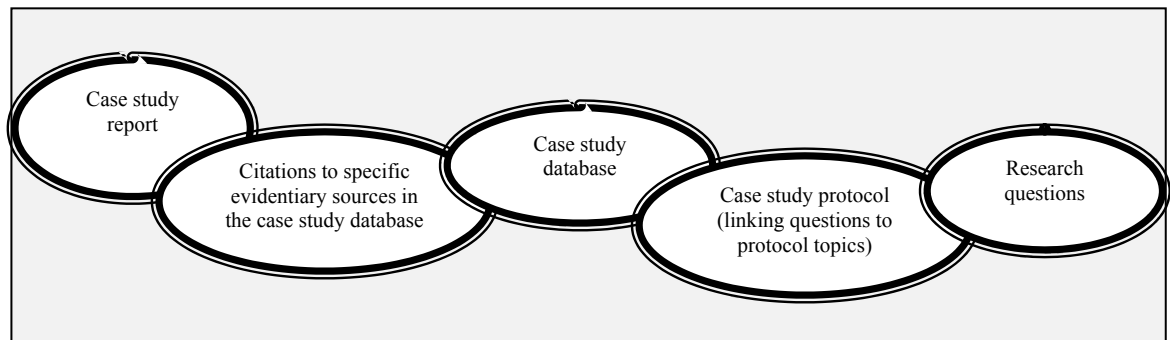 Case study
report
Citations to specific
evidentiary sources in
the case study database
Case study
database
Case study protocol
(linking questions to
protocol topics)
Research
questions